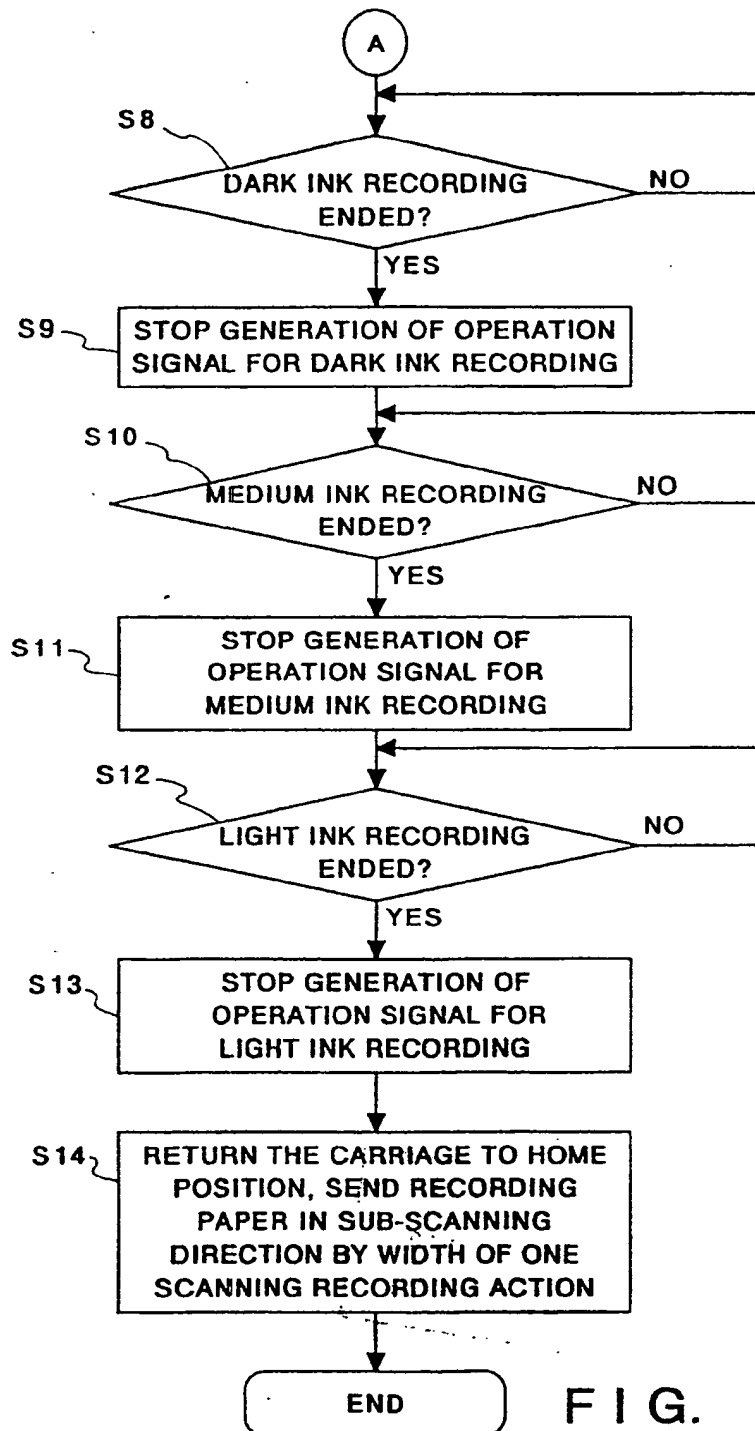 A
S8
DARK INK RECORDING
ENDED?
NO
YES
S9
STOP GENERATION OF OPERATION
SIGNAL FOR DARK INK RECORDING
S10
MEDIUM INK RECORDING
ENDED?
NO
YES
S11
STOP GENERATION OF
OPERATION SIGNAL FOR
MEDIUM INK RECORDING
S12
LIGHT INK RECORDING
ENDED?
NO
YES
S13
STOP GENERATION OF
OPERATION SIGNAL FOR
LIGHT INK RECORDING
S14
RETURN THE CARRIAGE TO HOME
POSITION, SEND RECORDING
PAPER IN SUB-SCANNING
DIRECTION BY WIDTH OF ONE
SCANNING RECORDING ACTION
END
FIG.